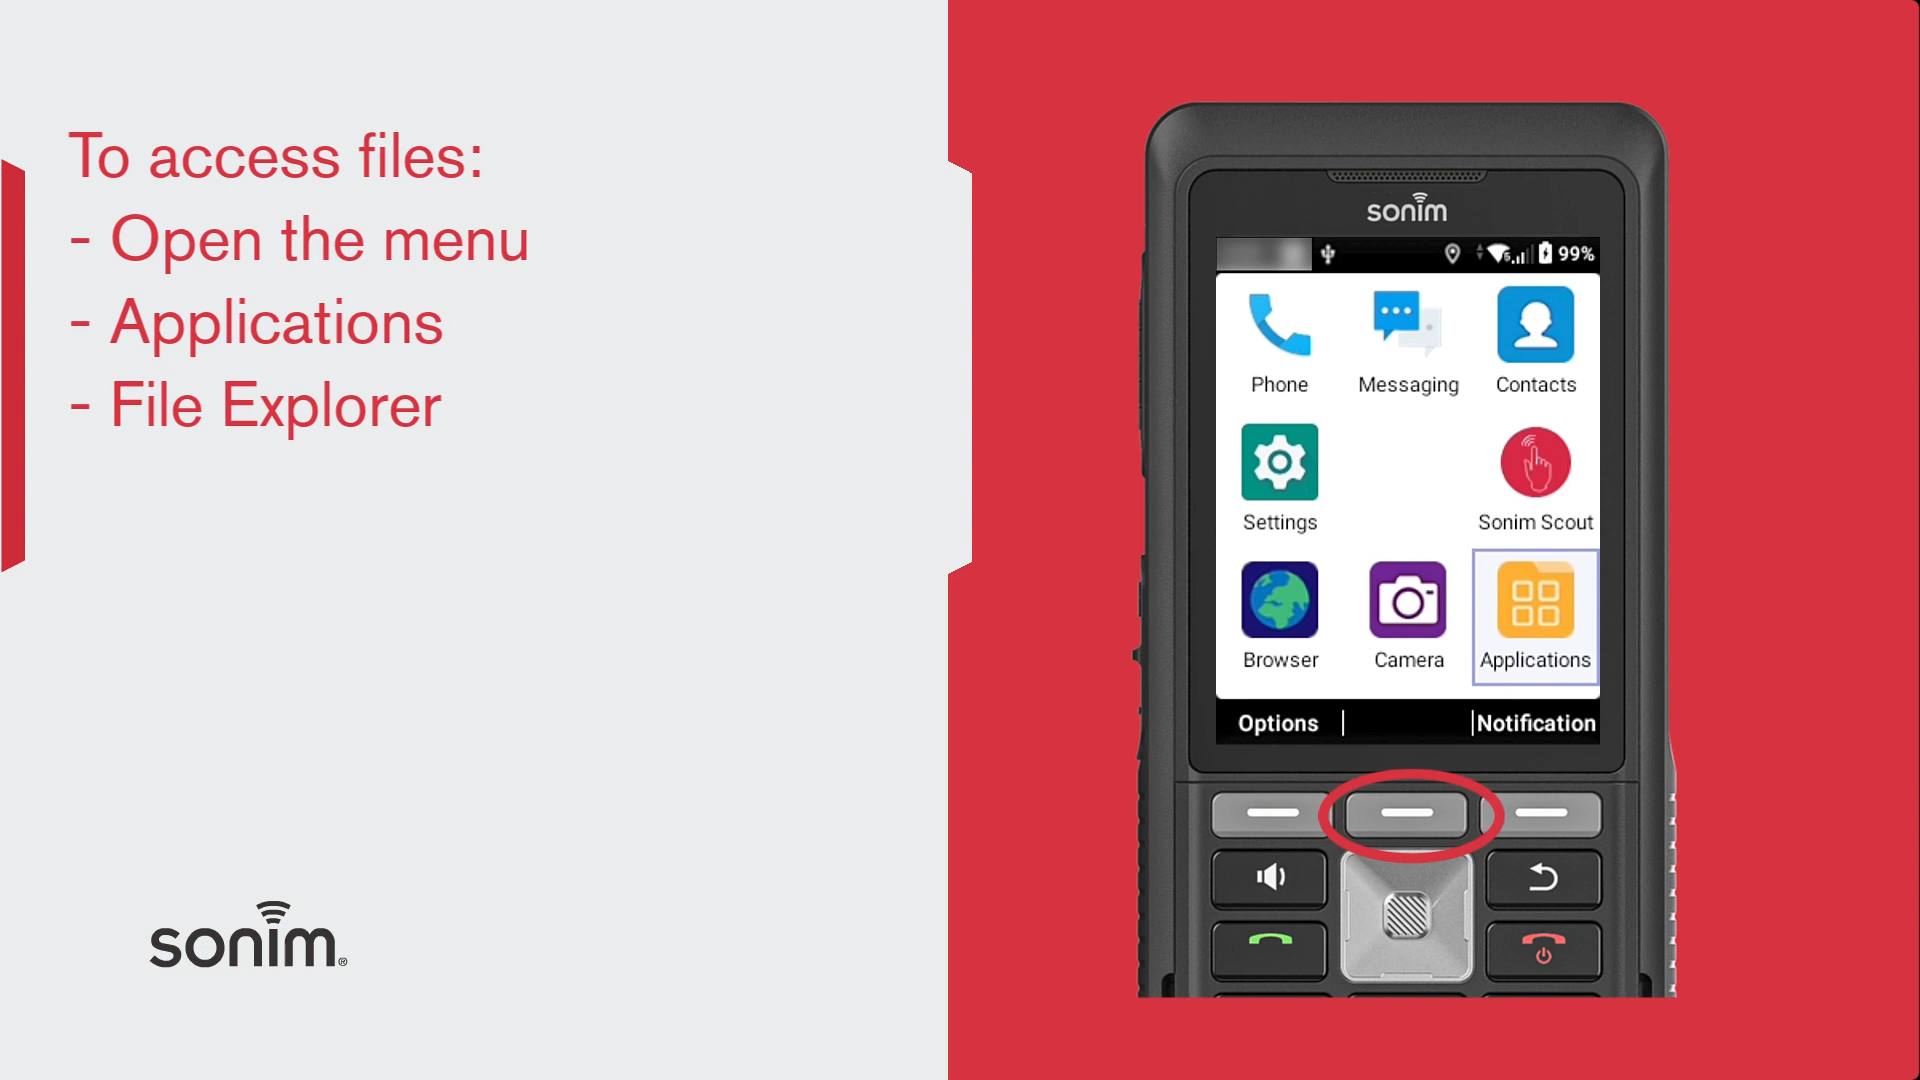 To access files:
- Open the menu
- Applications
- File Explorer
sonim®
sonim
99%
Phone Messaging Contacts
Settings Sonim Scout
Browser Camera Applications
Options Notification